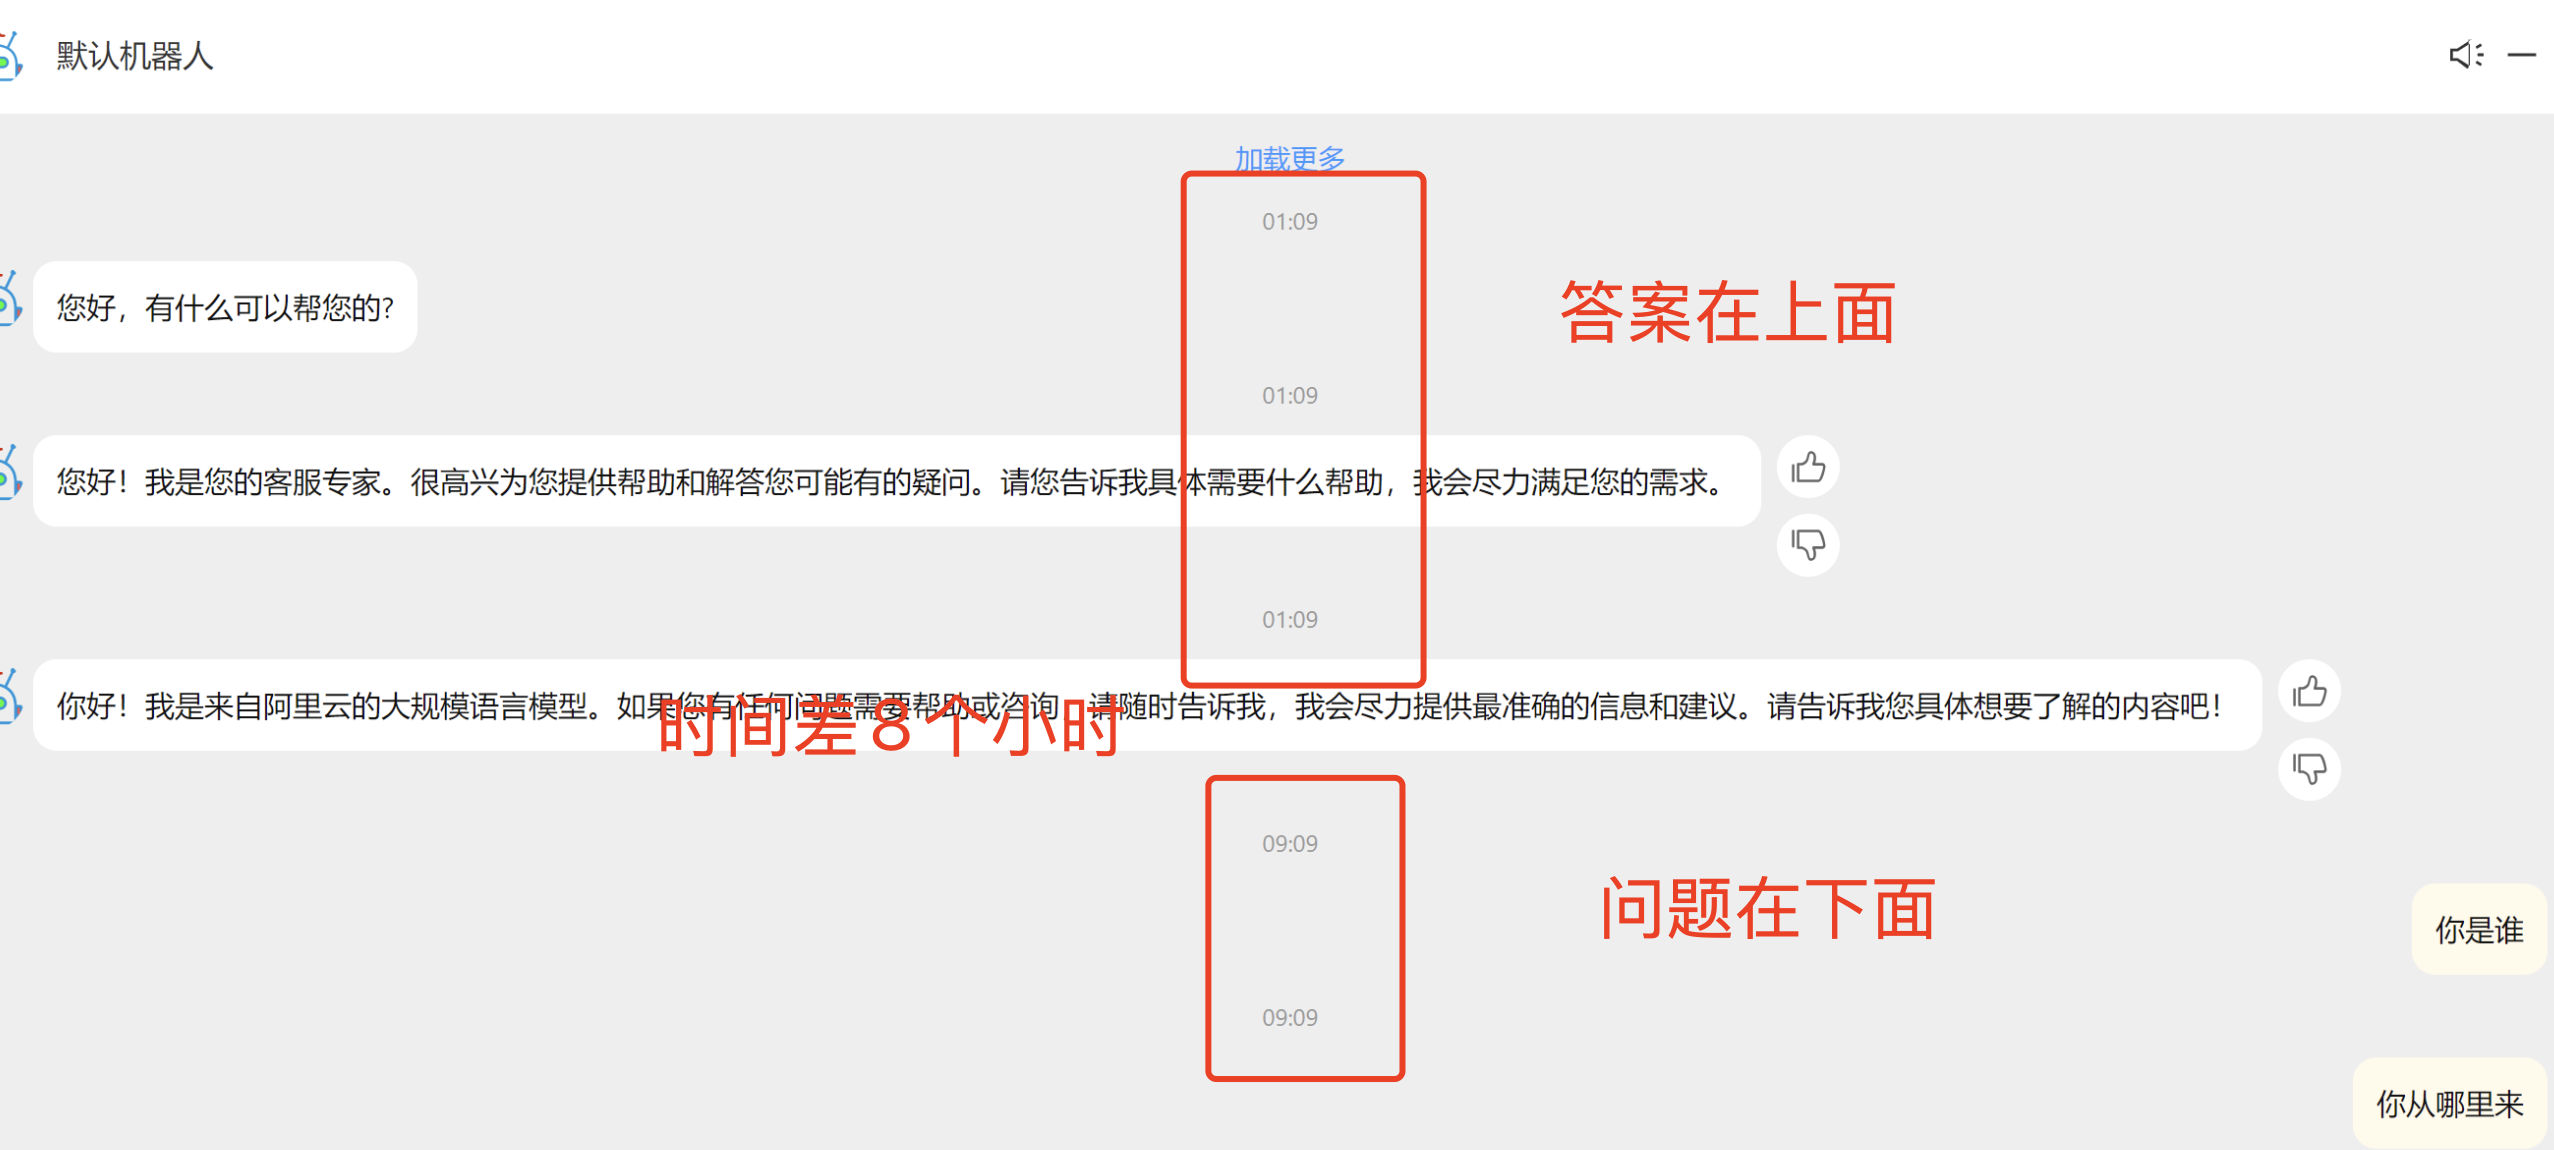 默认机器人
加载更多
01:09
您好，有什么可以帮您的?
答案在上面
01:09
您好！我是您的客服专家。很高兴为您提供帮助和解答您可能有的疑问。请您告诉我具体需要什么帮助，我会尽力满足您的需求。
01:09
你好！我是来自阿里云的大规模语言模型。如果您有任何问题需要帮助或咨询，请随时告诉我，我会尽力提供最准确的信息和建议。请告诉我您具体想要了解的内容吧！
时间差8个小时
09:09
问题在下面
你是谁
09:09
你从哪里来